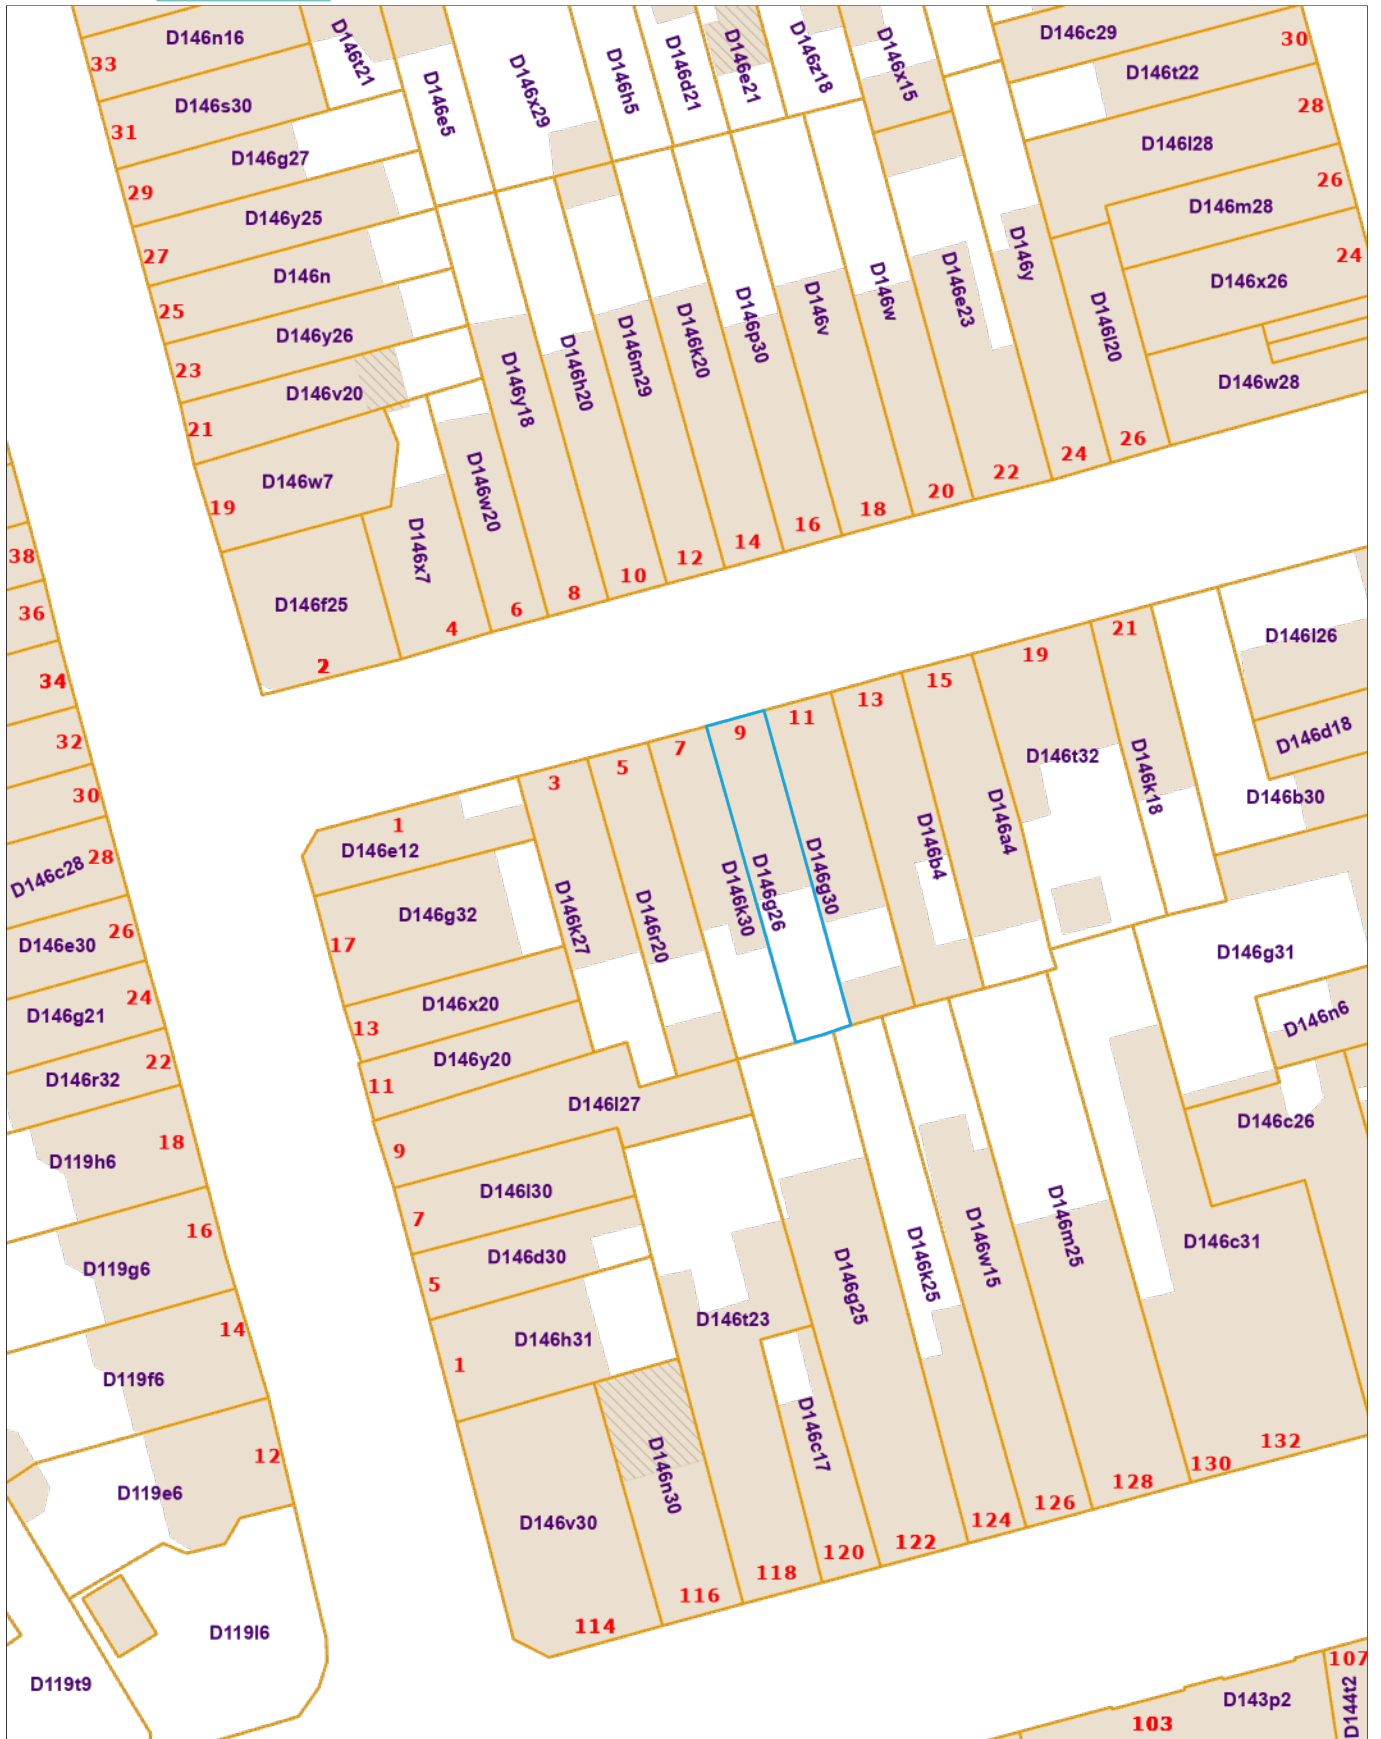 D146n16
33
D146s30
31
D146g27
29
D146y25
27
D146n
25
D146y26
23
D146v20
21
D146w7
19
D146f25
2
D146t21
D146e5
D146x29
D146h5
D146d21
D146e21
D146z18
D146x15
D146c29
30
D146t22
28
D146l28
26
D146m28
24
D146x26
D146w28
D146x7
4
D146w20
6
D146y18
8
D146h20
10
D146m29
12
D146k20
14
D146p30
16
D146v
18
D146w
20
D146e23
22
D146y
24
D146l20
26
38
36
34
32
30
D146c28
28
D146e30
26
D146g21
24
D146r32
22
D119h6
18
D119g6
16
D119f6
14
D119e6
12
D119l6
D119t9
1
D146e12
3
5
7
9
11
13
15
19
21
D146g32
17
D146k27
D146r20
D146k30
D146g26
D146g30
D146b4
D146a4
D146t32
D146k18
D146l26
D146d18
D146b30
D146g31
D146n6
D146c26
D146x20
13
D146y20
11
D146l27
9
D146l30
7
D146d30
5
D146h31
1
D146v30
114
D146n30
116
D146t23
118
D146c17
120
D146g25
122
D146k25
124
D146w15
126
D146m25
128
D146c31
130
132
103
D143p2
107
D144t2